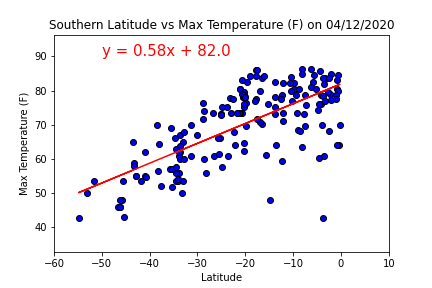 Southern Latitude vs Max Temperature (F) on 04/12/2020
y = 0.58x + 82.0
Max Temperature (F)
90
80
70
60
50
40
−60 −50 −40 −30 −20 −10 0 10
Latitude